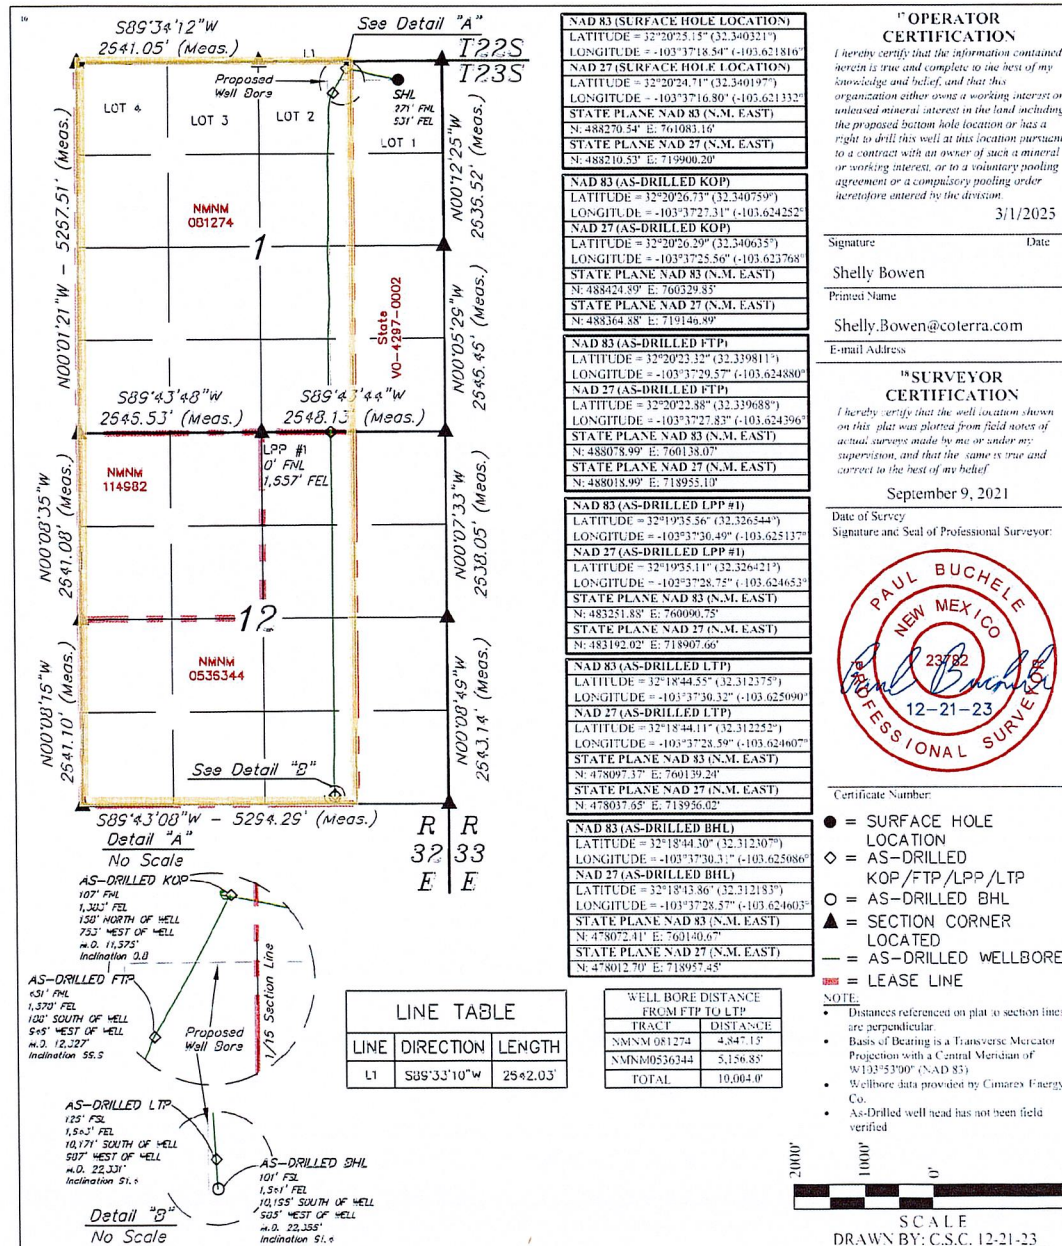 16
S89°34'12"W
2641.05' (Meas.)
See Detail "A"
L1
T22S
T23S
Proposed
Well Bore
SHL
271' FNL
531' FEL
LOT 4
LOT 3
LOT 2
LOT 1
N00°01'21"W - 5257.51' (Meas.)
N00°12'25"W
2635.52' (Meas.)
NMNM
081274
1
State
VO-4297-0002
N00°05'29"W
2645.45' (Meas.)
S89°43'48"W
2645.53' (Meas.)
S89°43'44"W
2648.13' (Meas.)
LPP #1
0' FNL
1,557' FEL
NMNM
114982
N00°08'35"W
2641.08' (Meas.)
N00°07'33"W
2638.05' (Meas.)
12
NMNM
0536344
N00°08'16"W
2641.10' (Meas.)
N00°08'49"W
2643.14' (Meas.)
See Detail "B"
S89°43'08"W - 5294.29' (Meas.)
R R
32 33
E E
Detail "A"
No Scale
AS-DRILLED KOP
107' FNL
1,303' FEL
NORTH OF WELL
753' WEST OF WELL
M.D. 11,575'
Inclination 0.8
AS-DRILLED FTP
FNL
1,370' FEL
SOUTH OF WELL
WEST OF WELL
M.D. 12,327'
Inclination
Proposed
Well Bore
1/16 Section Line
AS-DRILLED LTP
125' FSL
FEL
10,171' SOUTH OF WELL
WEST OF WELL
M.D. 22,331'
Inclination
AS-DRILLED BHL
101' FSL
FEL
SOUTH OF WELL
WEST OF WELL
M.D. 22,355'
Inclination
Detail "B"
No Scale
NAD 83 (SURFACE HOLE LOCATION)
LATITUDE = 32°20'25.15" (32.340321°)
LONGITUDE = -103°37'18.54" (-103.621816°
NAD 27 (SURFACE HOLE LOCATION)
LATITUDE = 32°20'24.71" (32.340197°)
LONGITUDE = -103°37'16.80" (-103.621332°
STATE PLANE NAD 83 (N.M. EAST)
N: 488270.54' E: 761083.16'
STATE PLANE NAD 27 (N.M. EAST)
N: 488210.53' E: 719900.20'
NAD 83 (AS-DRILLED KOP)
LATITUDE = 32°20'26.73" (32.340759°)
LONGITUDE = -103°37'27.31" (-103.624252°
NAD 27 (AS-DRILLED KOP)
LATITUDE = 32°20'26.29" (32.340635°)
LONGITUDE = -103°37'25.56" (-103.623768°
STATE PLANE NAD 83 (N.M. EAST)
N: 488424.89' E: 760329.85'
STATE PLANE NAD 27 (N.M. EAST)
N: 488364.88' E: 719146.89'
NAD 83 (AS-DRILLED FTP)
LATITUDE = 32°20'23.32" (32.339811°)
LONGITUDE = -103°37'29.57" (-103.624880°
NAD 27 (AS-DRILLED FTP)
LATITUDE = 32°20'22.88" (32.339688°)
LONGITUDE = -103°37'27.83" (-103.624396°
STATE PLANE NAD 83 (N.M. EAST)
N: 488078.99' E: 760138.07'
STATE PLANE NAD 27 (N.M. EAST)
N: 488018.99' E: 718955.10'
NAD 83 (AS-DRILLED LPP #1)
LATITUDE = 32°19'35.56" (32.326544°)
LONGITUDE = -103°37'30.49" (-103.625137°
NAD 27 (AS-DRILLED LPP #1)
LATITUDE = 32°19'35.11" (32.326421°)
LONGITUDE = -103°37'28.75" (-103.624653°
STATE PLANE NAD 83 (N.M. EAST)
N: 483251.88' E: 760090.75'
STATE PLANE NAD 27 (N.M. EAST)
N: 483192.02' E: 718907.66'
NAD 83 (AS-DRILLED LTP)
LATITUDE = 32°18'44.55" (32.312375°)
LONGITUDE = -103°37'30.32" (-103.625090°
NAD 27 (AS-DRILLED LTP)
LATITUDE = 32°18'44.11" (32.312252°)
LONGITUDE = -103°37'28.59" (-103.624607°
STATE PLANE NAD 83 (N.M. EAST)
N: 478097.37' E: 760139.24'
STATE PLANE NAD 27 (N.M. EAST)
N: 478037.65' E: 718956.02'
NAD 83 (AS-DRILLED BHL)
LATITUDE = 32°18'44.30" (32.312307°)
LONGITUDE = -103°37'30.31" (-103.625086°
NAD 27 (AS-DRILLED BHL)
LATITUDE = 32°18'43.86" (32.312183°)
LONGITUDE = -103°37'28.57" (-103.624603°
STATE PLANE NAD 83 (N.M. EAST)
N: 478072.41' E: 760140.67'
STATE PLANE NAD 27 (N.M. EAST)
N: 478012.70' E: 718957.45'
LINE TABLE
LINE DIRECTION LENGTH
L1 S89°33'10"W 2642.03'
WELL BORE DISTANCE
FROM FTP TO LTP
TRACT DISTANCE
NMNM 081274 4,847.15'
NMNM0536344 5,156.85'
TOTAL 10,004.0'
17 OPERATOR
CERTIFICATION
I hereby certify that the information contained
herein is true and complete to the best of my
knowledge and belief, and that this
organization either owns a working interest or
unleased mineral interest in the land including
the proposed bottom hole location or has a
right to drill this well at this location pursuant
to a contract with an owner of such a mineral
or working interest, or to a voluntary pooling
agreement or a compulsory pooling order
heretofore entered by the division.
3/1/2025
Signature Date
Shelly Bowen
Printed Name
Shelly.Bowen@coterra.com
E-mail Address
18 SURVEYOR
CERTIFICATION
I hereby certify that the well location shown
on this plat was plotted from field notes of
actual surveys made by me or under my
supervision, and that the same is true and
correct to the best of my belief.
September 9, 2021
Date of Survey
Signature and Seal of Professional Surveyor:
PAUL BUCHELE
NEW MEXICO
23782
Paul Buchele
12-21-23
PROFESSIONAL SURVEYOR
Certificate Number:
= SURFACE HOLE
LOCATION
= AS-DRILLED
KOP/FTP/LPP/LTP
= AS-DRILLED BHL
= SECTION CORNER
LOCATED
= AS-DRILLED WELLBORE
= LEASE LINE
NOTE:
• Distances referenced on plat to section lines
are perpendicular.
• Basis of Bearing is a Transverse Mercator
Projection with a Central Meridian of
W103°53'00" (NAD 83)
• Wellbore data provided by Cimarex Energy
Co.
• As-Drilled well head has not been field
verified
2000'
1000'
0'
SCALE
DRAWN BY: C.S.C. 12-21-23